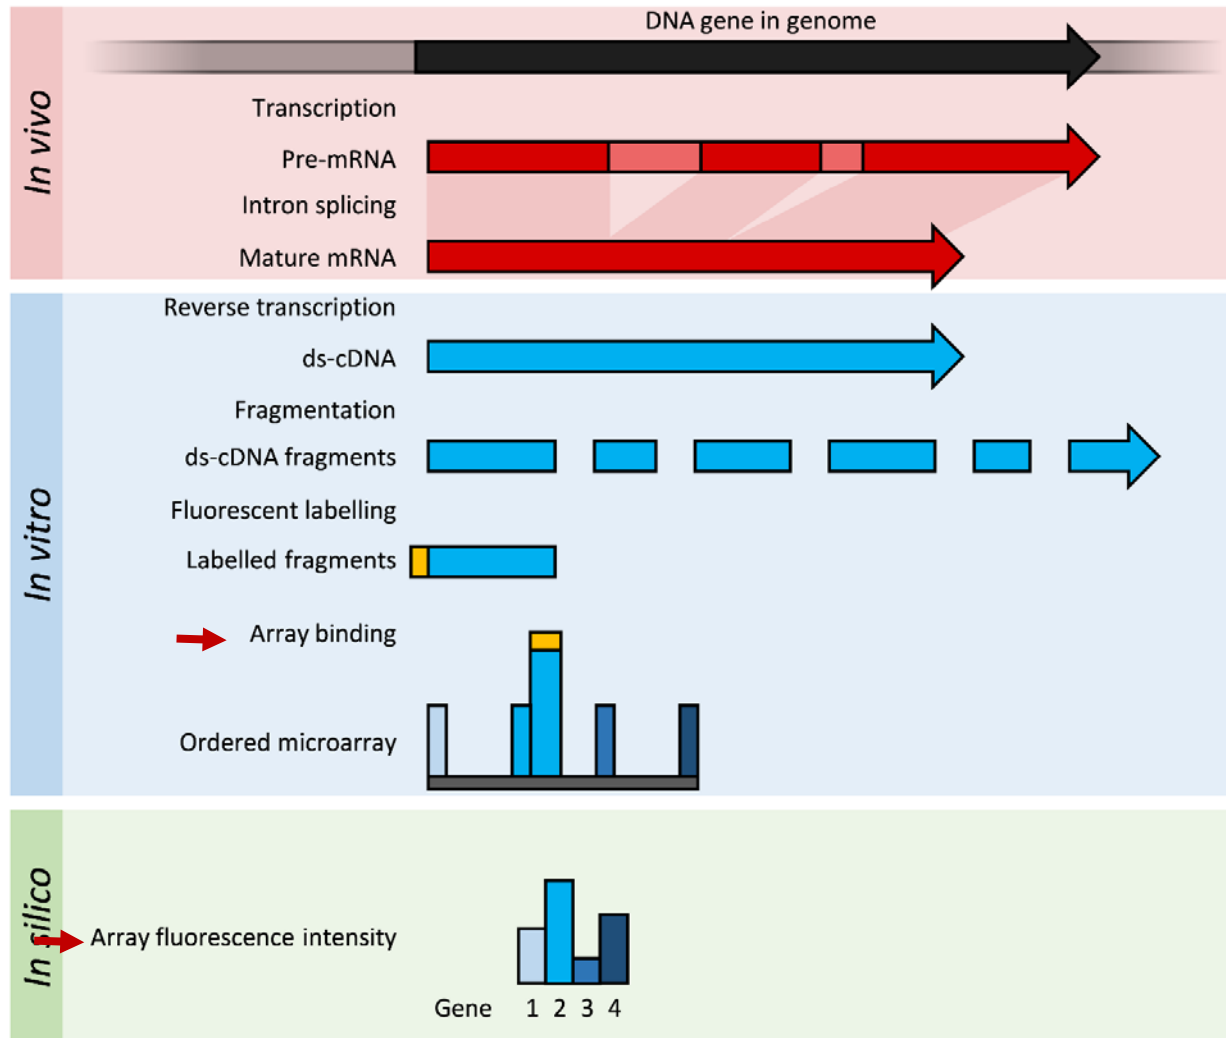 DNA gene in genome
In vivo
Transcription
Pre-mRNA
Intron splicing
Mature mRNA
In vitro
Reverse transcription
ds-cDNA
Fragmentation
ds-cDNA fragments
Fluorescent labelling
Labelled fragments
Array binding
Ordered microarray
In silico
Array fluorescence intensity
Gene 1 2 3 4